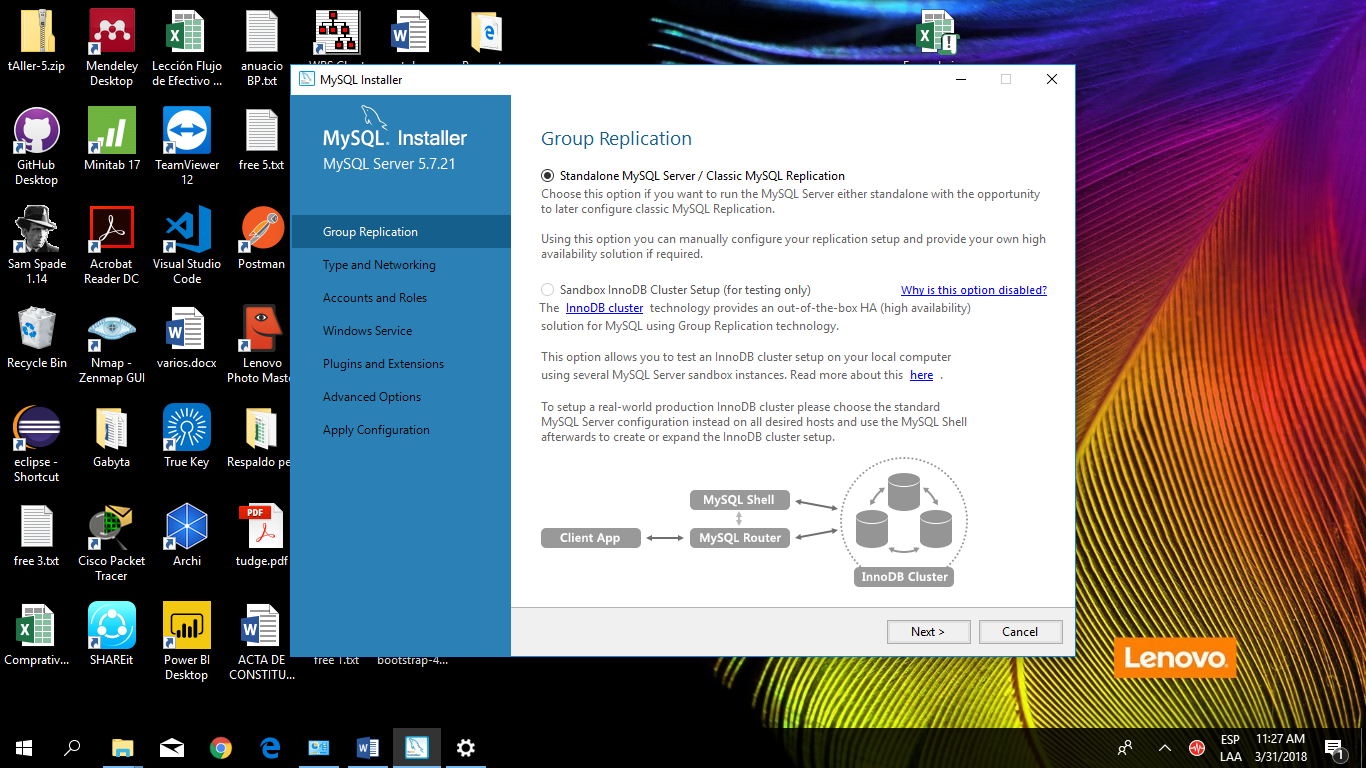 tAller-5.zip
Mendeley
Desktop
Lección Flujo
de Efectivo ...
anuacio
BP.txt
GitHub
Desktop
Minitab 17
TeamViewer
12
free 5.txt
Sam Spade
1.14
Acrobat
Reader DC
Visual Studio
Code
Postman
Recycle Bin
Nmap -
Zenmap GUI
varios.docx
Lenovo
Photo Mast
eclipse -
Shortcut
Gabyta
True Key
Respaldo pe
free 3.txt
Cisco Packet
Tracer
Archi
PDF
tudge.pdf
Comprativ...
SHAREit
Power BI
Desktop
ACTA DE
CONSTITU...
free 1.txt
bootstrap-4...
MySQL Installer
MySQL. Installer
MySQL Server 5.7.21
Group Replication
Type and Networking
Accounts and Roles
Windows Service
Plugins and Extensions
Advanced Options
Apply Configuration
Group Replication
Standalone MySQL Server / Classic MySQL Replication
Choose this option if you want to run the MySQL Server either standalone with the opportunity
to later configure classic MySQL Replication.
Using this option you can manually configure your replication setup and provide your own high
availability solution if required.
Sandbox InnoDB Cluster Setup (for testing only) Why is this option disabled?
The InnoDB cluster technology provides an out-of-the-box HA (high availability)
solution for MySQL using Group Replication technology.
This option allows you to test an InnoDB cluster setup on your local computer
using several MySQL Server sandbox instances. Read more about this here .
To setup a real-world production InnoDB cluster please choose the standard
MySQL Server configuration instead on all desired hosts and use the MySQL Shell
afterwards to create or expand the InnoDB cluster setup.
MySQL Shell
Client App
MySQL Router
InnoDB Cluster
Next >
Cancel
Lenovo
ESP
LAA
11:27 AM
3/31/2018
1